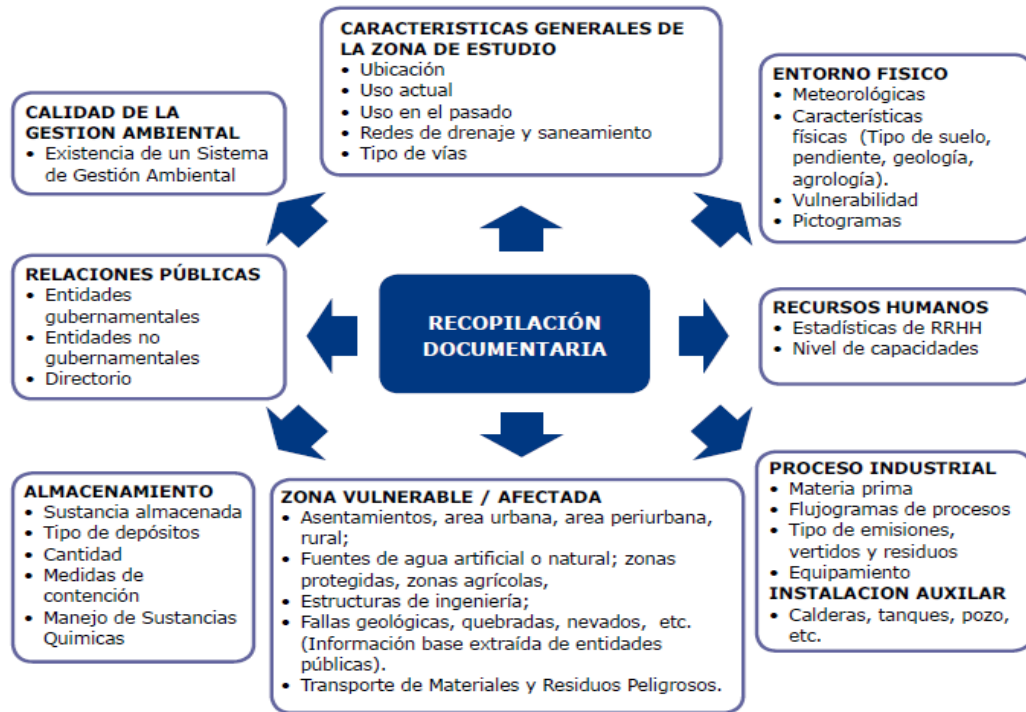 CARACTERISTICAS GENERALES DE
LA ZONA DE ESTUDIO
• Ubicación
• Uso actual
• Uso en el pasado
• Redes de drenaje y saneamiento
• Tipo de vías
ENTORNO FISICO
• Meteorológicas
• Características
físicas (Tipo de suelo,
pendiente, geología,
agrología).
• Vulnerabilidad
• Pictogramas
CALIDAD DE LA
GESTION AMBIENTAL
• Existencia de un Sistema
de Gestión Ambiental
RELACIONES PÚBLICAS
• Entidades
gubernamentales
• Entidades no
gubernamentales
• Directorio
RECOPILACIÓN
DOCUMENTARIA
RECURSOS HUMANOS
• Estadísticas de RRHH
• Nivel de capacidades
ALMACENAMIENTO
• Sustancia almacenada
• Tipo de depósitos
• Cantidad
• Medidas de
contención
• Manejo de Sustancias
Quimicas
ZONA VULNERABLE / AFECTADA
• Asentamientos, area urbana, area periurbana,
rural;
• Fuentes de agua artificial o natural; zonas
protegidas, zonas agrícolas,
• Estructuras de ingeniería;
• Fallas geológicas, quebradas, nevados, etc.
(Información base extraída de entidades
públicas).
• Transporte de Materiales y Residuos Peligrosos.
PROCESO INDUSTRIAL
• Materia prima
• Flujogramas de procesos
• Tipo de emisiones,
vertidos y residuos
• Equipamiento
INSTALACION AUXILAR
• Calderas, tanques, pozo,
etc.